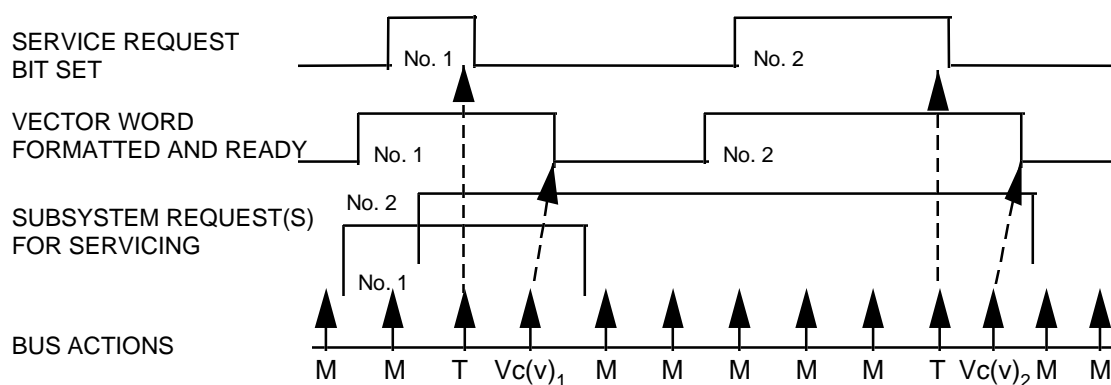 SERVICE REQUEST
BIT SET
No. 1
No. 2
VECTOR WORD
FORMATTED AND READY
No. 1
No. 2
SUBSYSTEM REQUEST(S)
FOR SERVICING
No. 2
No. 1
BUS ACTIONS
M M T Vc(v)1 M M M M M T Vc(v)2 M M